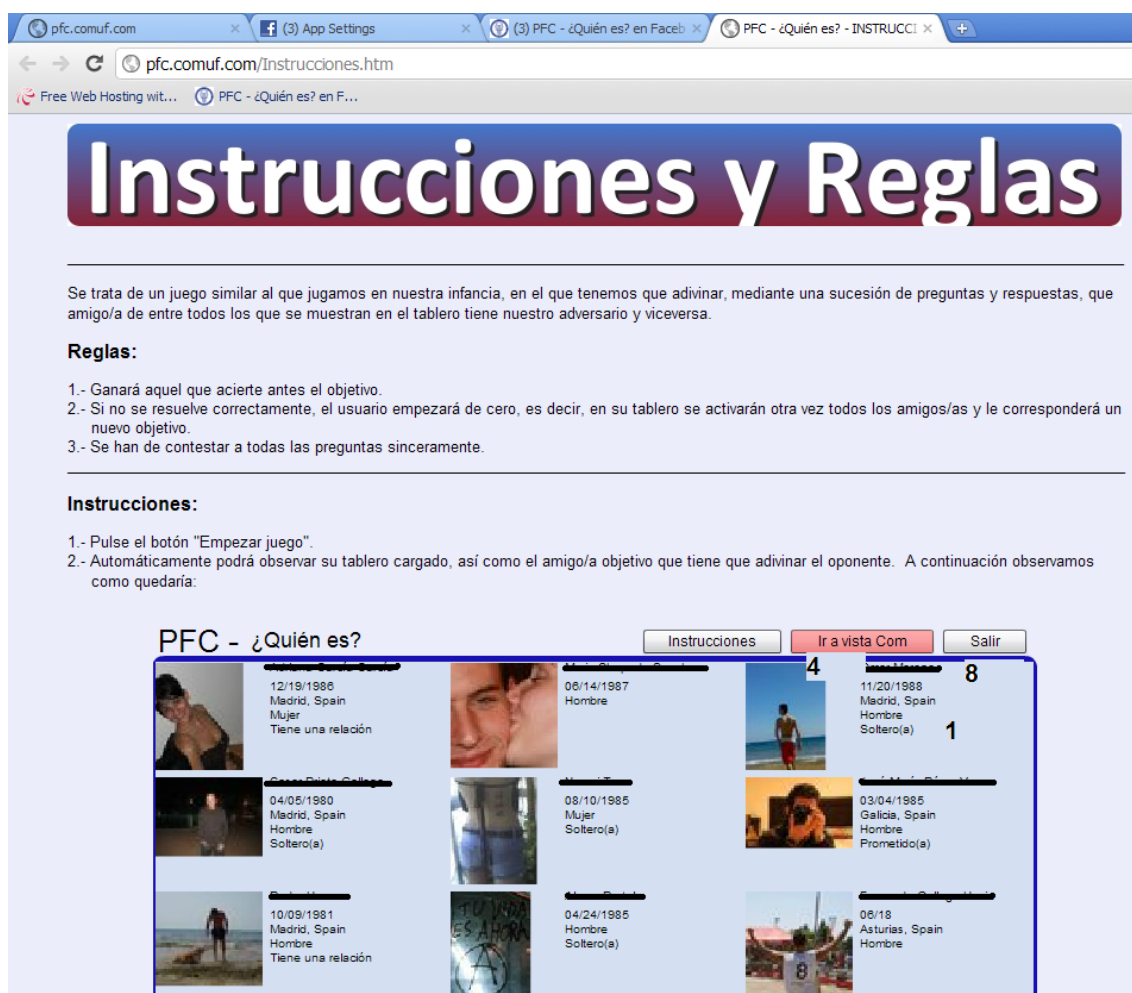 pfc.comuf.com
(3) App Settings
(3) PFC - ¿Quién es? en Faceb
PFC - ¿Quién es? - INSTRUCCI
pfc.comuf.com/Instrucciones.htm
Free Web Hosting wit...
PFC - ¿Quién es? en F...
Instrucciones y Reglas
Se trata de un juego similar al que jugamos en nuestra infancia, en el que tenemos que adivinar, mediante una sucesión de preguntas y respuestas, que
amigo/a de entre todos los que se muestran en el tablero tiene nuestro adversario y viceversa.
Reglas:
1.- Ganará aquel que acierte antes el objetivo.
2.- Si no se resuelve correctamente, el usuario empezará de cero, es decir, en su tablero se activarán otra vez todos los amigos/as y le corresponderá un
nuevo objetivo.
3.- Se han de contestar a todas las preguntas sinceramente.
Instrucciones:
1.- Pulse el botón "Empezar juego".
2.- Automáticamente podrá observar su tablero cargado, así como el amigo/a objetivo que tiene que adivinar el oponente. A continuación observamos
como quedaría:
PFC - ¿Quién es?
Instrucciones
Ir a vista Com
Salir
12/19/1986
Madrid, Spain
Mujer
Tiene una relación
06/14/1987
Hombre
4
8
11/20/1988
Madrid, Spain
Hombre
Soltero(a)
1
04/05/1980
Madrid, Spain
Hombre
Soltero(a)
08/10/1985
Mujer
Soltero(a)
03/04/1985
Galicia, Spain
Hombre
Prometido(a)
10/09/1981
Madrid, Spain
Hombre
Tiene una relación
TU VIDA
ES AHORA
04/24/1985
Hombre
Soltero(a)
8
06/18
Asturias, Spain
Hombre